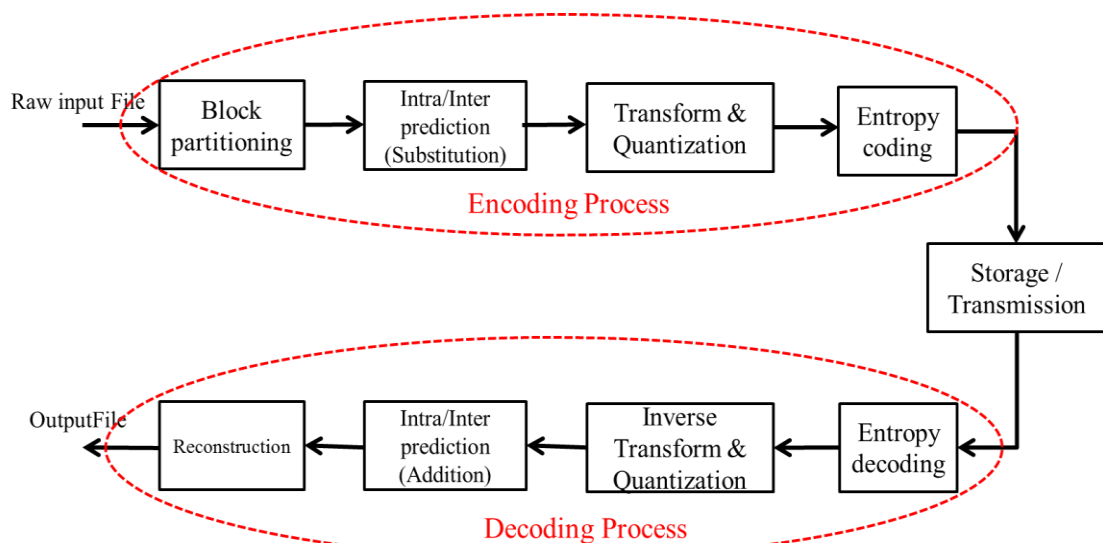 Raw input File
Block
partitioning
Intra/Inter
prediction
(Substitution)
Transform &
Quantization
Entropy
coding
Encoding Process
Storage /
Transmission
OutputFile
Reconstruction
Intra/Inter
prediction
(Addition)
Inverse
Transform &
Quantization
Entropy
decoding
Decoding Process